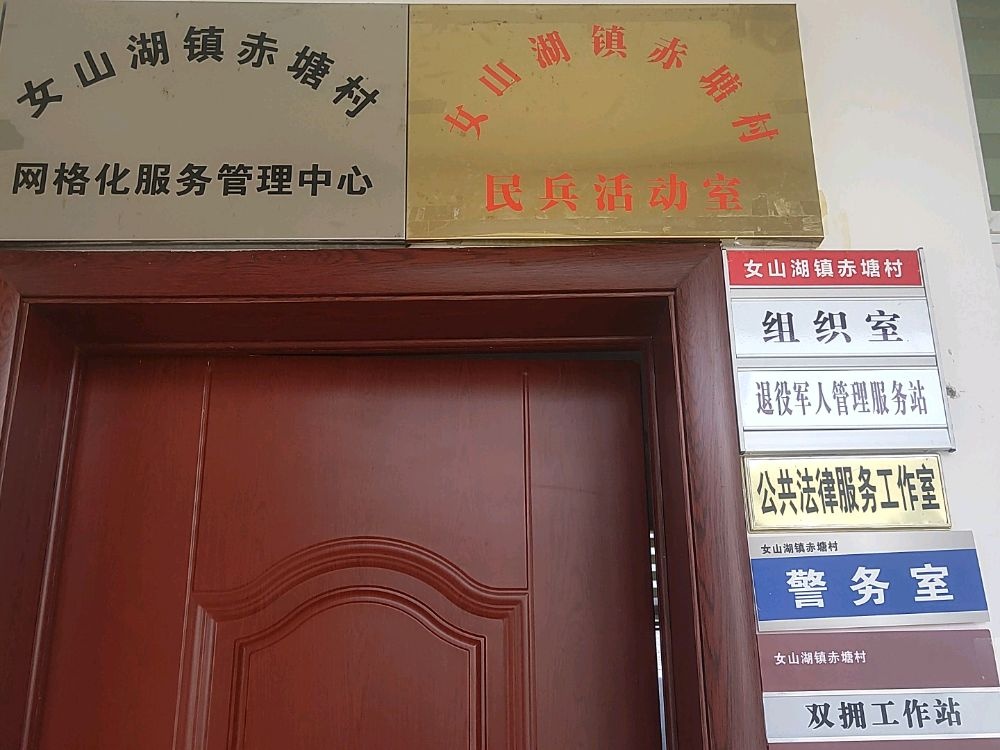 女山湖镇赤塘村
网格化服务管理中心
女山湖镇赤塘村
民兵活动室
女山湖镇赤塘村
组织室
退役军人管理服务站
公共法律服务工作室
女山湖镇赤塘村
警务室
女山湖镇赤塘村
双拥工作站